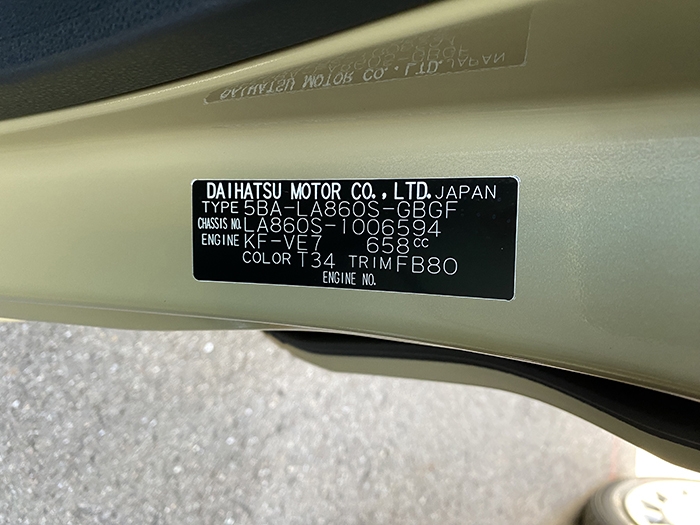 DAIHATSU MOTOR CO., LTD. JAPAN
TYPE 5BA-LA860S-GBGF
CHASSIS NO. LA860S-1006594
ENGINE KF-VE7 658cc
COLOR T34 TRIM FB80
ENGINE NO.